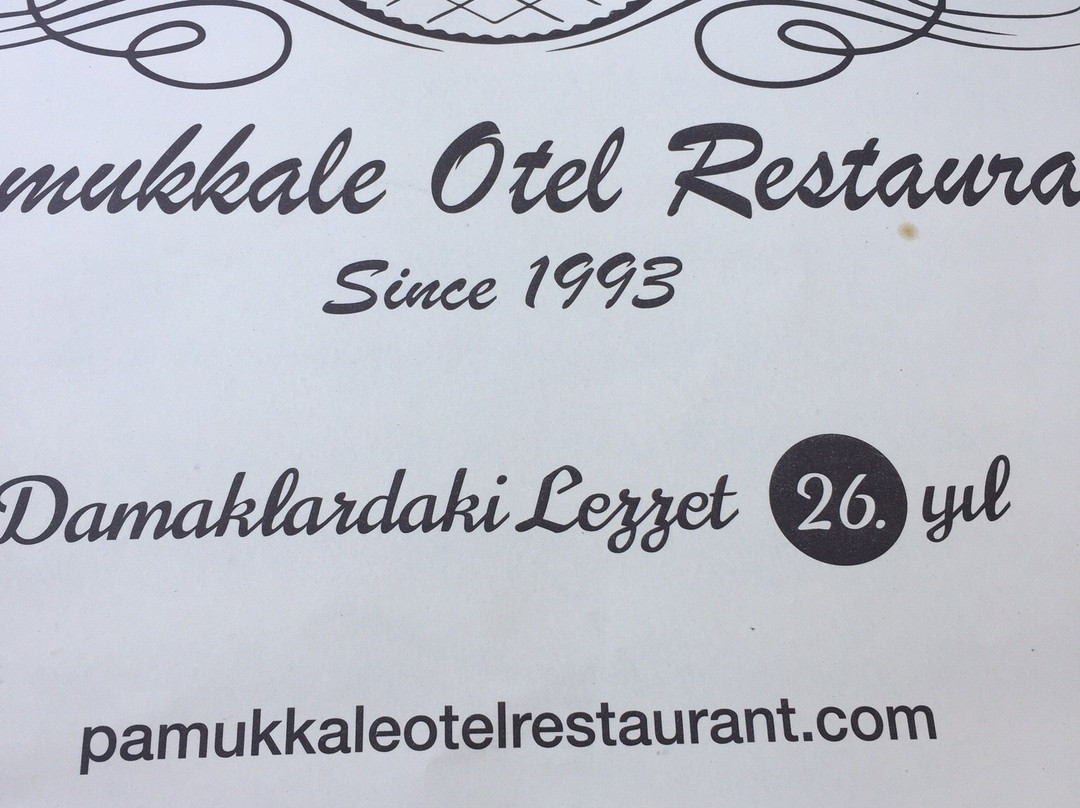 mukkale Otel Restaura
Since 1993
Damaklardaki Lezzet 26. yıl
pamukkaleotelrestaurant.com